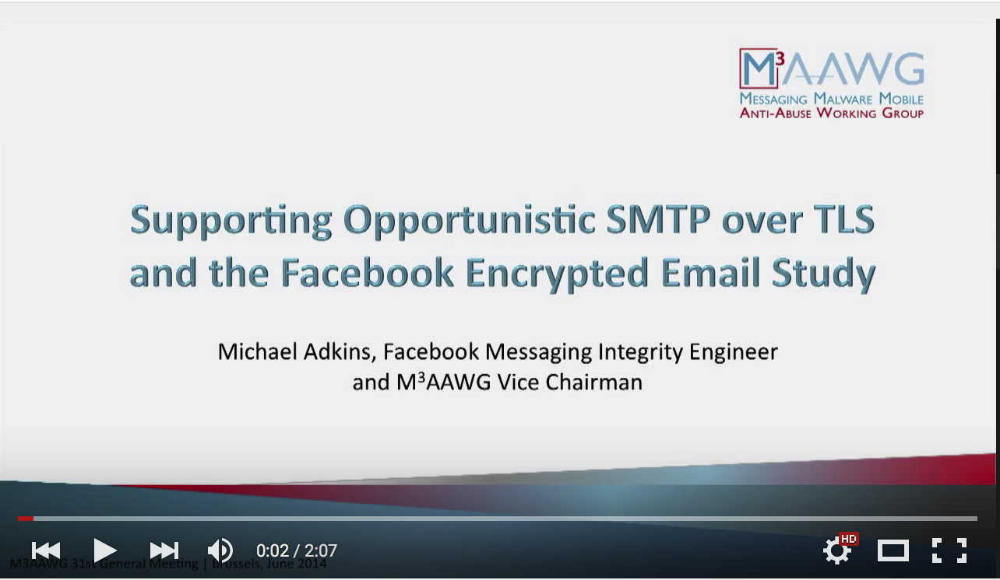 M3AAWG
MESSAGING MALWARE MOBILE
ANTI-ABUSE WORKING GROUP
Supporting Opportunistic SMTP over TLS
and the Facebook Encrypted Email Study
Michael Adkins, Facebook Messaging Integrity Engineer
and M3AAWG Vice Chairman
HD
0:02 / 2:07
M3AAWG 31st General Meeting | Brussels, June 2014